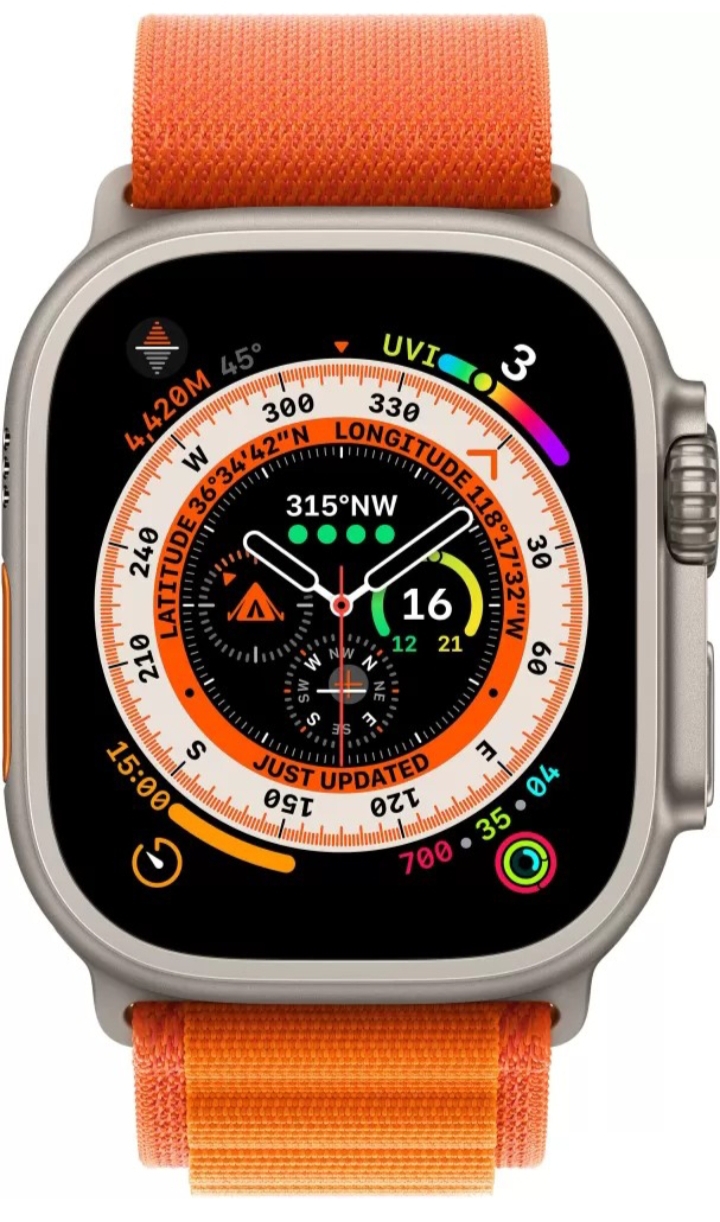 4,420M 45°
UVI 3
300
330
W
30
240
60
210
S
E
150
120
LATITUDE 36°34'42"N LONGITUDE 118°17'32"W
315°NW
16
12 21
NW
N
NE
E
SE
S
SW
W
JUST UPDATED
15:00
700 • 35 • 04